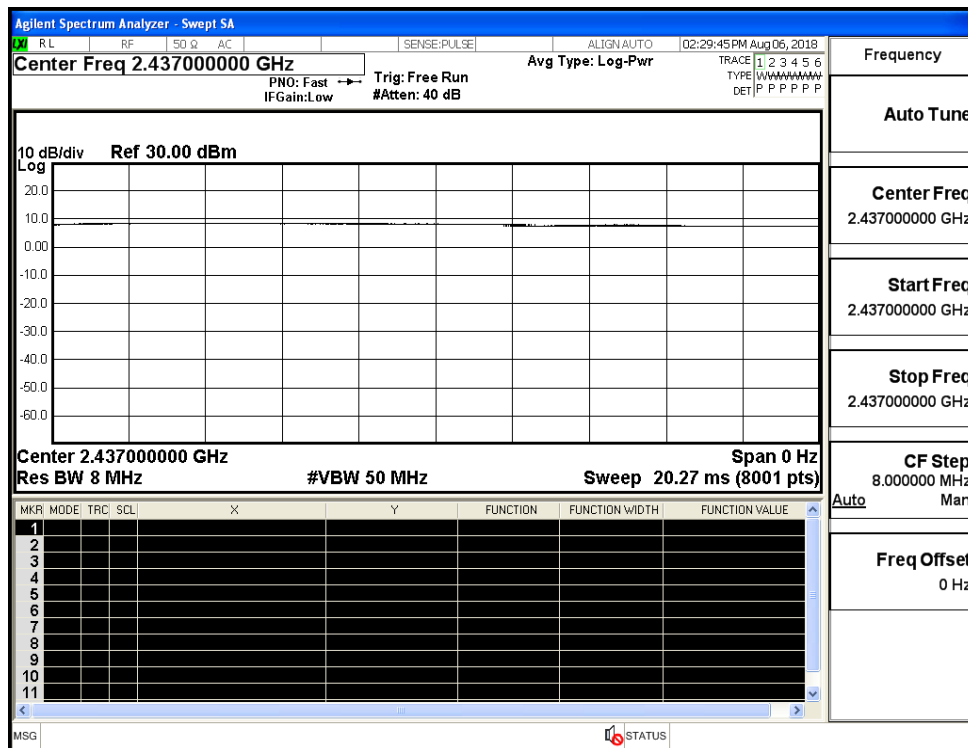 Agilent Spectrum Analyzer - Swept SA
LXI RL RF 50 Ω AC SENSE:PULSE ALIGN AUTO 02:29:45 PM Aug 06, 2018
Center Freq 2.437000000 GHz
PNO: Fast
IFGain:Low
Trig: Free Run
#Atten: 40 dB
Avg Type: Log-Pwr
TRACE 1 2 3 4 5 6
TYPE WWWWWW
DET P P P P P P
10 dB/div Ref 30.00 dBm
Log
20.0
10.0
0.00
-10.0
-20.0
-30.0
-40.0
-50.0
-60.0
Center 2.437000000 GHz Span 0 Hz
Res BW 8 MHz #VBW 50 MHz Sweep 20.27 ms (8001 pts)
MKR MODE TRC SCL X Y FUNCTION FUNCTION WIDTH FUNCTION VALUE
1
2
3
4
5
6
7
8
9
10
11
MSG STATUS
Frequency
Auto Tune
Center Freq
2.437000000 GHz
Start Freq
2.437000000 GHz
Stop Freq
2.437000000 GHz
CF Step
8.000000 MHz
Auto Man
Freq Offset
0 Hz